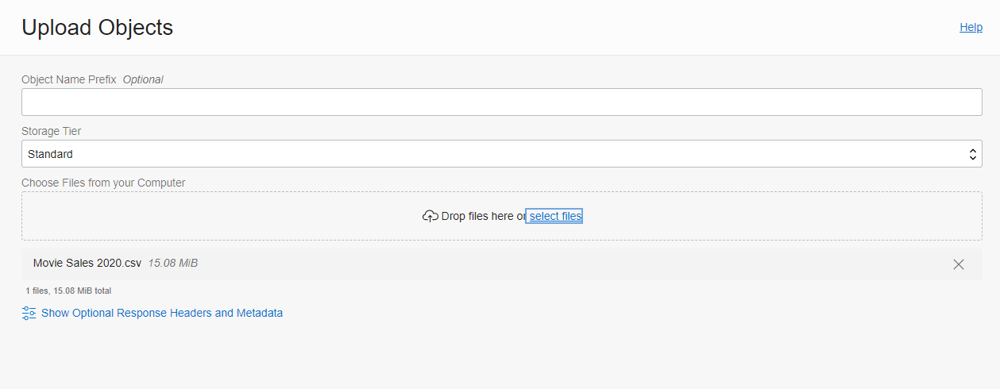 Upload Objects
Help
Object Name Prefix Optional
Storage Tier
Standard
Choose Files from your Computer
Drop files here or select files
Movie Sales 2020.csv 15.08 MiB
1 files, 15.08 MiB total
Show Optional Response Headers and Metadata